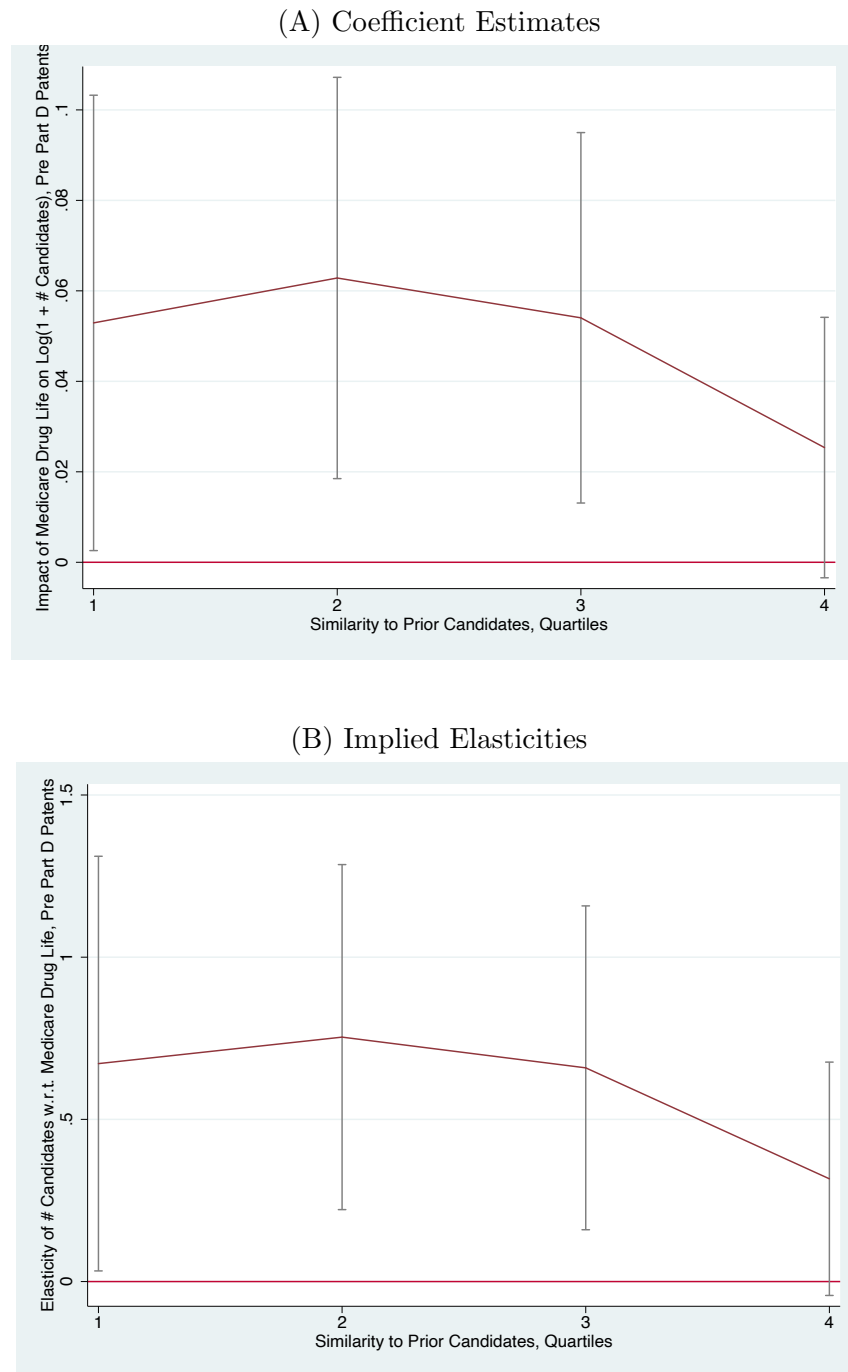 (A) Coefficient Estimates
Impact of Medicare Drug Life on Log(1 + # Candidates), Pre Part D Patents
.1
.08
.06
.04
.02
0
1 2 3 4
Similarity to Prior Candidates, Quartiles
(B) Implied Elasticities
Elasticity of # Candidates w.r.t. Medicare Drug Life, Pre Part D Patents
1.5
1
.5
0
1 2 3 4
Similarity to Prior Candidates, Quartiles